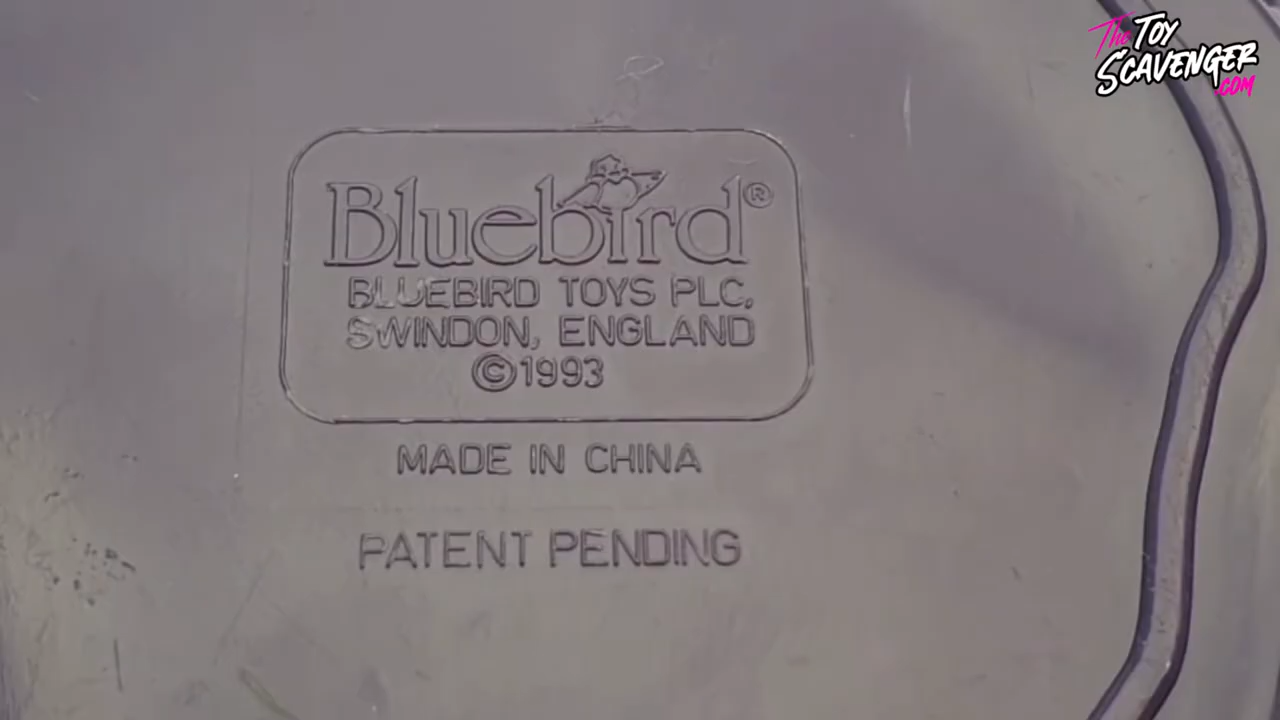 The Toy
Scavenger
.com
Bluebird®
BLUEBIRD TOYS PLC,
SWINDON, ENGLAND
©1993
MADE IN CHINA
PATENT PENDING